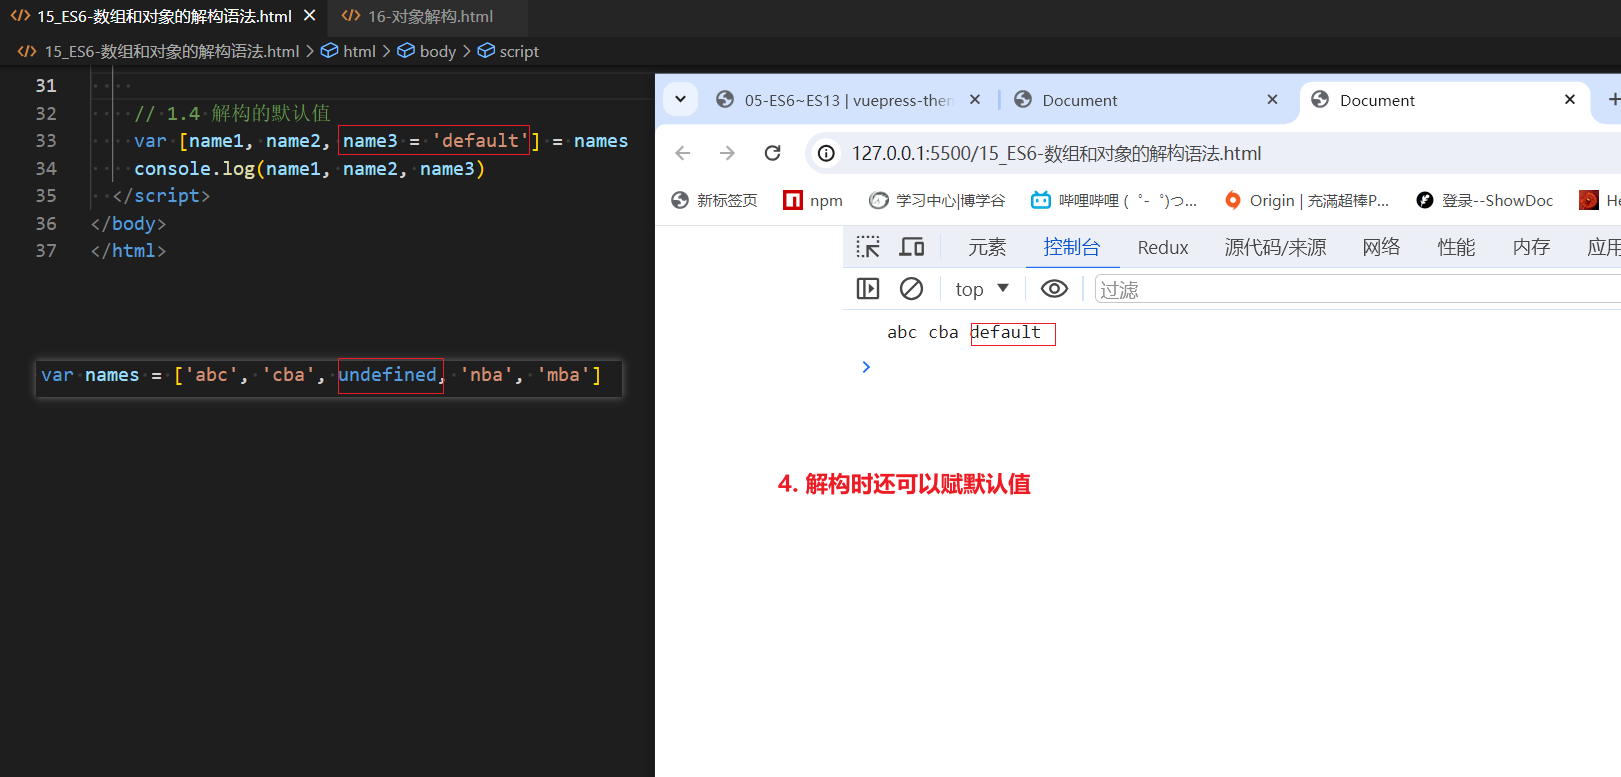 15_ES6-数组和对象的解构语法.html
16-对象解构.html
15_ES6-数组和对象的解构语法.html > html > body > script
31
32 // 1.4 解构的默认值
33 var [name1, name2, name3 = 'default'] = names
34 console.log(name1, name2, name3)
35 </script>
36 </body>
37 </html>
var names = ['abc', 'cba', undefined, 'nba', 'mba']
05-ES6~ES13 | vuepress-then
Document
Document
127.0.0.1:5500/15_ES6-数组和对象的解构语法.html
新标签页 npm 学习中心|博学谷 哔哩哔哩 (゜-゜)つ... Origin | 充满超棒P... 登录--ShowDoc He
元素 控制台 Redux 源代码/来源 网络 性能 内存 应用
top 过滤
abc cba default
4. 解构时还可以赋默认值